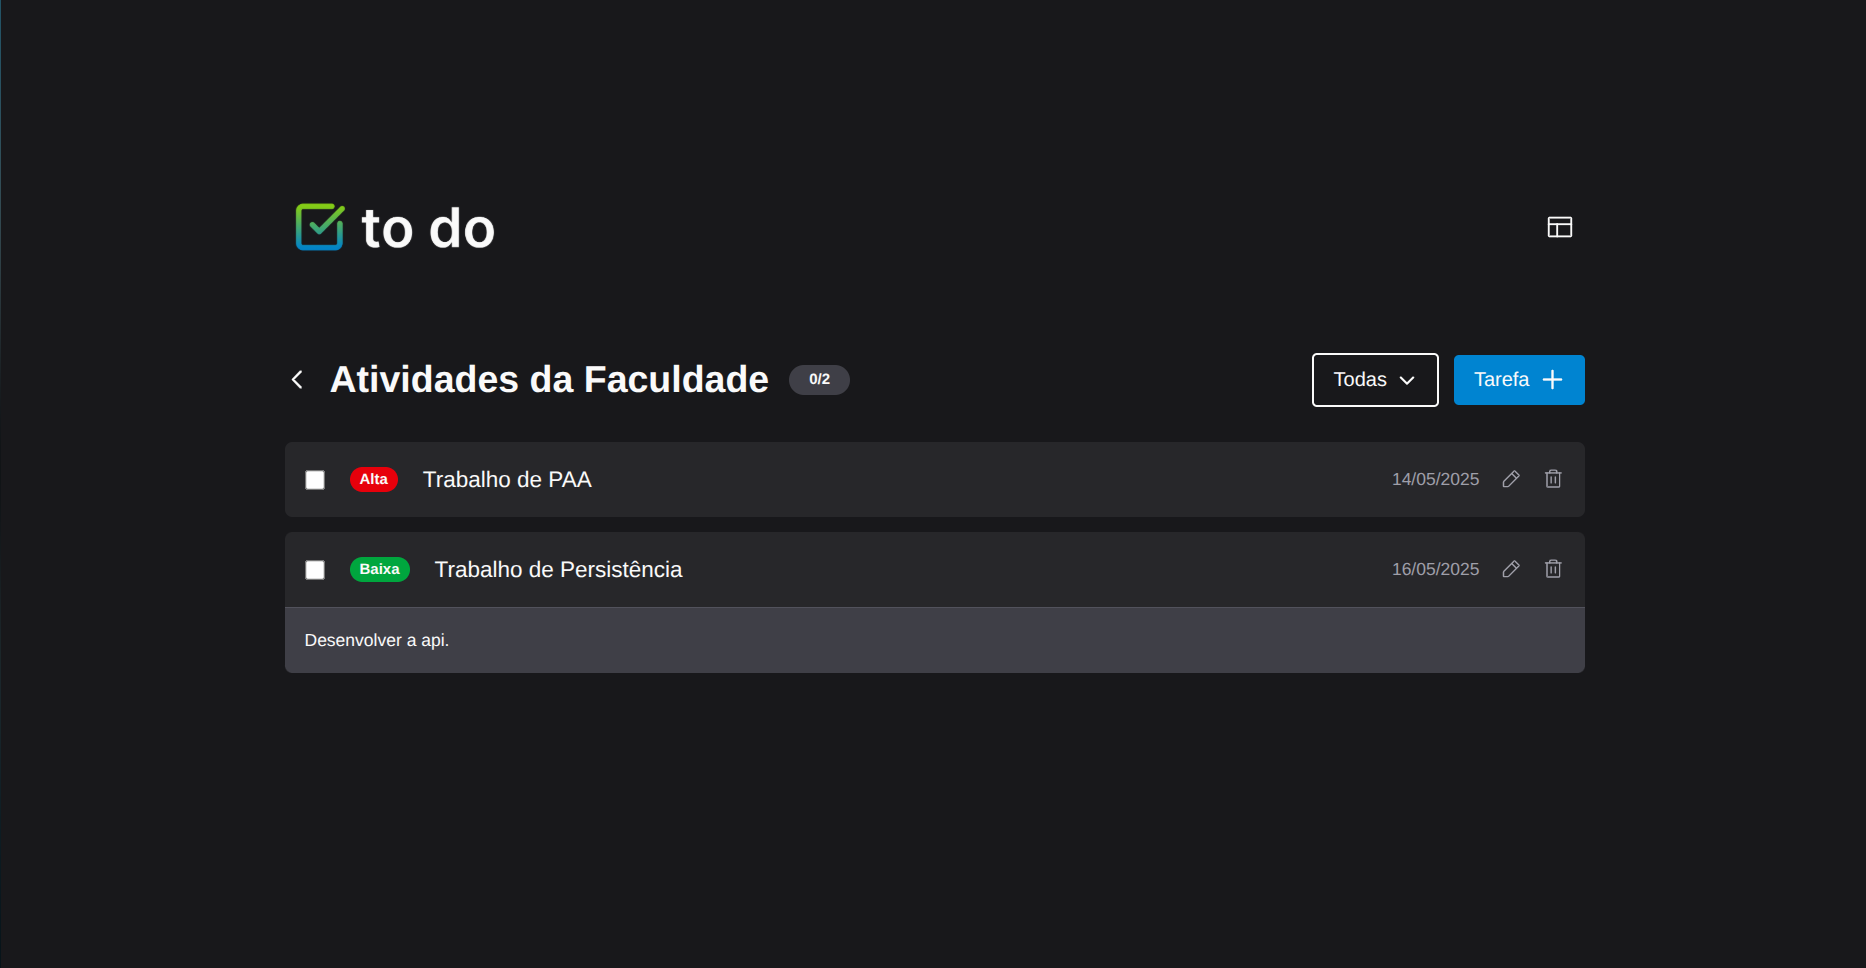 to do
Atividades da Faculdade 0/2 Todas Tarefa
Alta Trabalho de PAA 14/05/2025
Baixa Trabalho de Persistência 16/05/2025
Desenvolver a api.